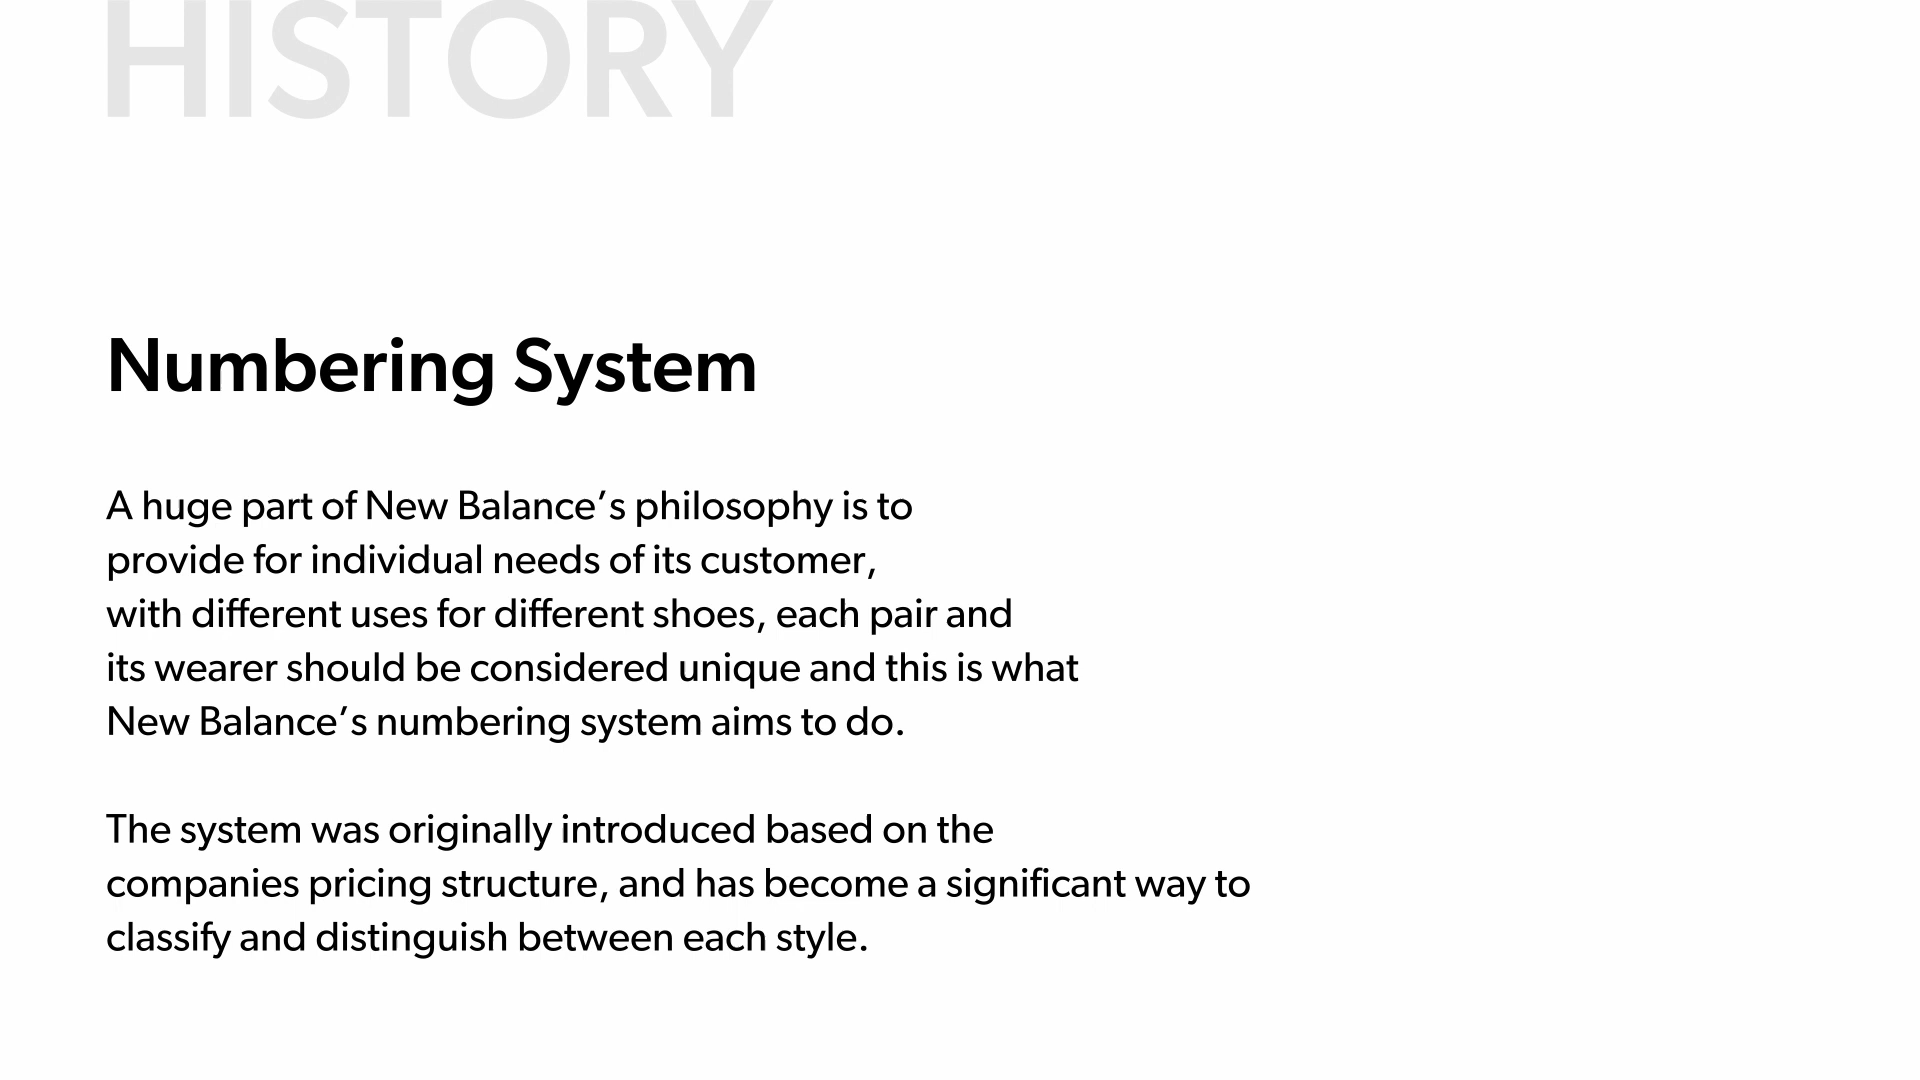 HISTORY
Numbering System
A huge part of New Balance’s philosophy is to
provide for individual needs of its customer,
with different uses for different shoes, each pair and
its wearer should be considered unique and this is what
New Balance’s numbering system aims to do.
The system was originally introduced based on the
companies pricing structure, and has become a significant way to
classify and distinguish between each style.